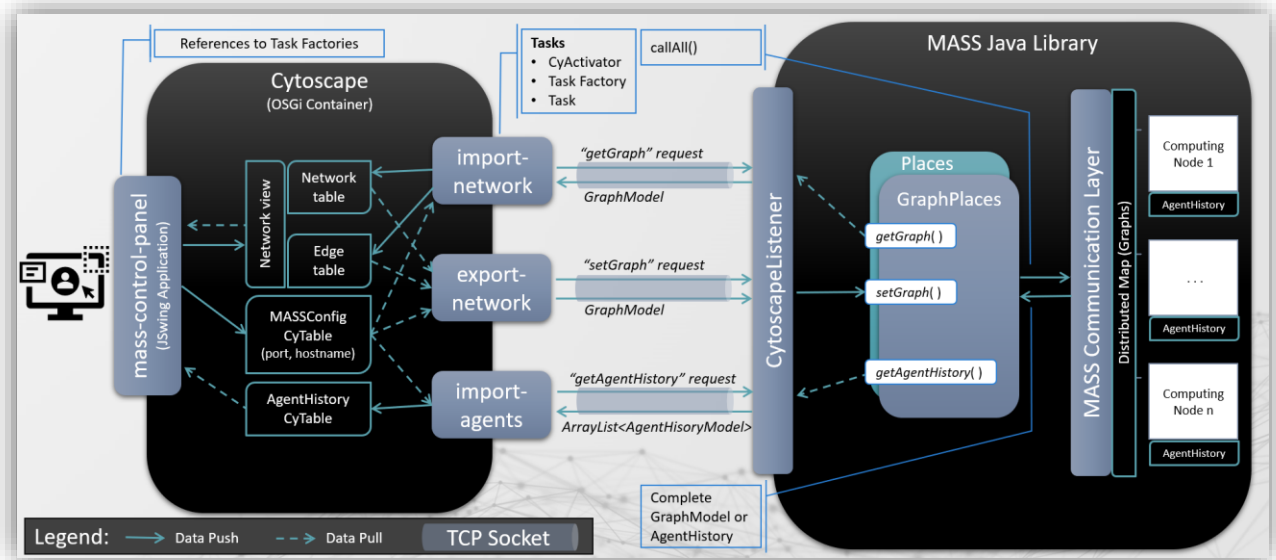 References to Task Factories
Tasks
• CyActivator
• Task Factory
• Task
callAll()
MASS Java Library
Cytoscape
(OSGi Container)
mass-control-panel
(JSwing Application)
Network view
Network
table
Edge
table
MASSConfig
CyTable
(port, hostname)
AgentHistory
CyTable
import-
network
export-
network
import-
agents
“getGraph” request
GraphModel
“setGraph” request
GraphModel
“getAgentHistory” request
ArrayList<AgentHisoryModel>
CytoscapeListener
Places
GraphPlaces
getGraph( )
setGraph( )
getAgentHistory( )
MASS Communication Layer
Distributed Map (Graphs)
Computing
Node 1
AgentHistory
...
AgentHistory
Computing
Node n
AgentHistory
Complete
GraphModel or
AgentHistory
Legend:
Data Push
Data Pull
TCP Socket